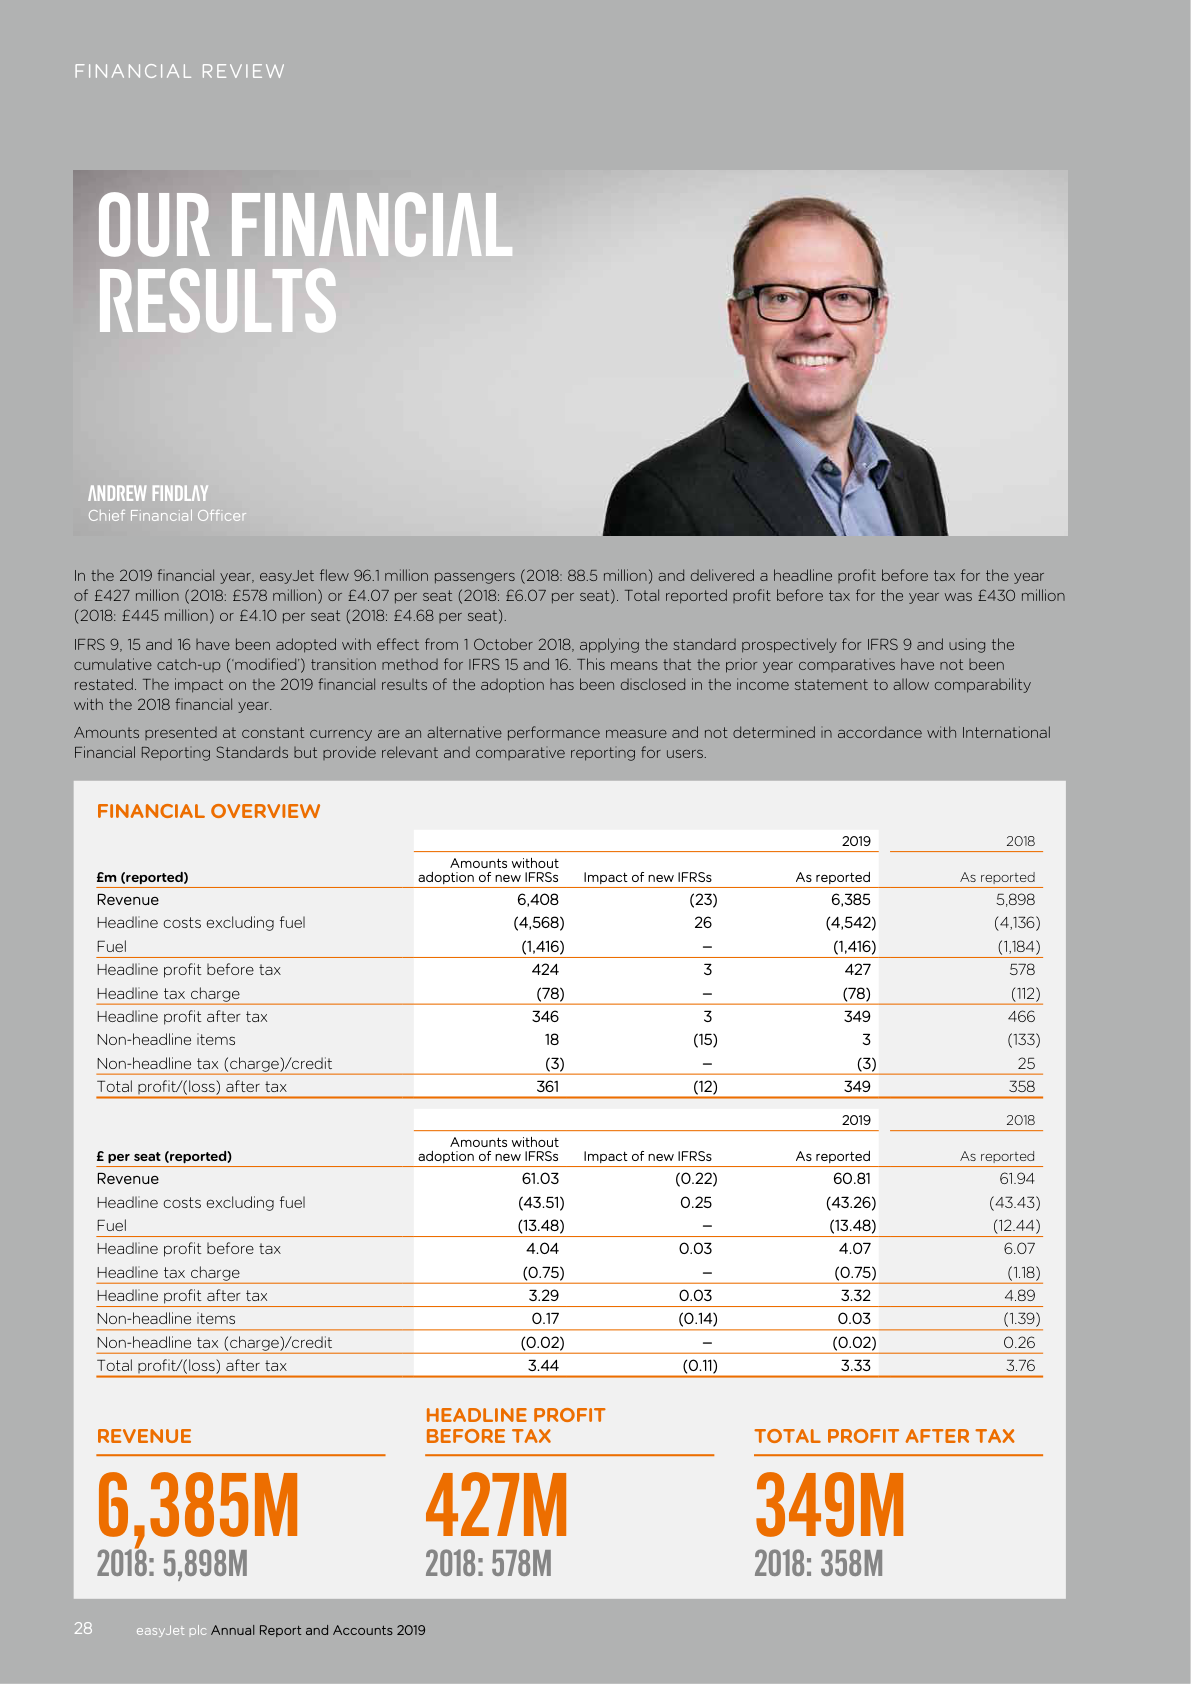 FINANCIAL REVIEW
OUR FINANCIAL
RESULTS
ANDREW FINDLAY
Chief Financial Officer
In the 2019 financial year, easyJet flew 96.1 million passengers (2018: 88.5 million) and delivered a headline profit before tax for the year
of £427 million (2018: £578 million) or £4.07 per seat (2018: £6.07 per seat). Total reported profit before tax for the year was £430 million
(2018: £445 million) or £4.10 per seat (2018: £4.68 per seat).
IFRS 9, 15 and 16 have been adopted with effect from 1 October 2018, applying the standard prospectively for IFRS 9 and using the
cumulative catch-up (‘modified’) transition method for IFRS 15 and 16. This means that the prior year comparatives have not been
restated. The impact on the 2019 financial results of the adoption has been disclosed in the income statement to allow comparability
with the 2018 financial year.
Amounts presented at constant currency are an alternative performance measure and not determined in accordance with International
Financial Reporting Standards but provide relevant and comparative reporting for users.
FINANCIAL OVERVIEW
2019 2018
£m (reported) Amounts without adoption of new IFRSs Impact of new IFRSs As reported As reported
Revenue 6,408 (23) 6,385 5,898
Headline costs excluding fuel (4,568) 26 (4,542) (4,136)
Fuel (1,416) – (1,416) (1,184)
Headline profit before tax 424 3 427 578
Headline tax charge (78) – (78) (112)
Headline profit after tax 346 3 349 466
Non-headline items 18 (15) 3 (133)
Non-headline tax (charge)/credit (3) – (3) 25
Total profit/(loss) after tax 361 (12) 349 358
2019 2018
£ per seat (reported) Amounts without adoption of new IFRSs Impact of new IFRSs As reported As reported
Revenue 61.03 (0.22) 60.81 61.94
Headline costs excluding fuel (43.51) 0.25 (43.26) (43.43)
Fuel (13.48) – (13.48) (12.44)
Headline profit before tax 4.04 0.03 4.07 6.07
Headline tax charge (0.75) – (0.75) (1.18)
Headline profit after tax 3.29 0.03 3.32 4.89
Non-headline items 0.17 (0.14) 0.03 (1.39)
Non-headline tax (charge)/credit (0.02) – (0.02) 0.26
Total profit/(loss) after tax 3.44 (0.11) 3.33 3.76
REVENUE
6,385M
2018: 5,898M
HEADLINE PROFIT
BEFORE TAX
427M
2018: 578M
TOTAL PROFIT AFTER TAX
349M
2018: 358M
28 easyJet plc Annual Report and Accounts 2019